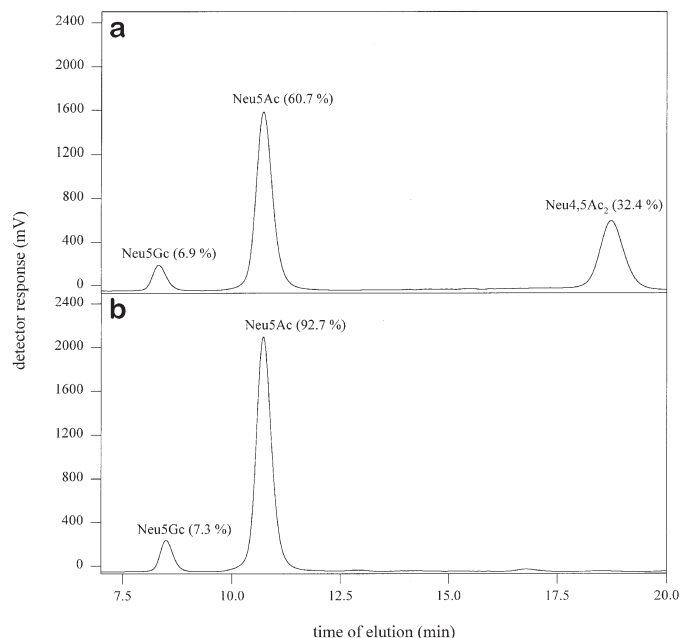 a
2400
2000
1600
1200
800
400
0
Neu5Gc (6.9 %)
Neu5Ac (60.7 %)
Neu4,5Ac2 (32.4 %)
detector response (mV)
b
2400
2000
1600
1200
800
400
0
Neu5Gc (7.3 %)
Neu5Ac (92.7 %)
7.5 10.0 12.5 15.0 17.5 20.0
time of elution (min)